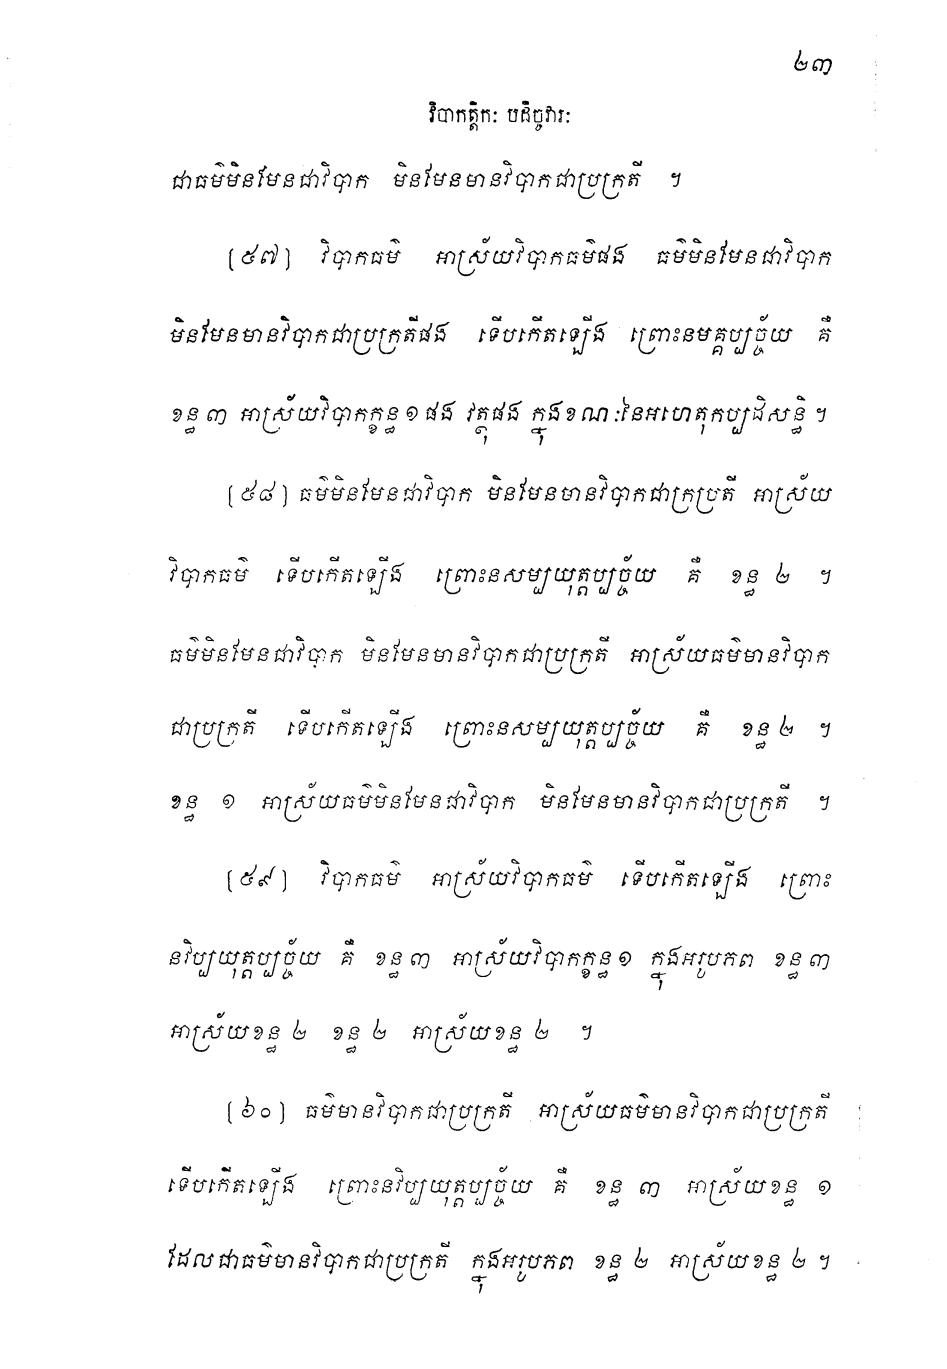 ២៣
វិបាកត្តិកៈ បដិច្ចវារៈ
ជាធម៌មិនមែនជាវិបាក មិនមែនមានវិបាកជាប្រក្រតី ។
[៥៧] វិបាកធម៌ អាស្រ័យវិបាកធម៌ផង ធម៌មិនមែនជាវិបាក
មិនមែនមានវិបាកជាប្រក្រតីផង ទើបកើតឡើង ព្រោះនមគ្គប្បច្ច័យ គឺ
ខន្ធ ៣ អាស្រ័យវិបាកក្ខន្ធ ១ ផង វត្ថុផង ក្នុងខណៈនៃអហេតុកប្បដិសន្ធិ ។
[៥៨] ធម៌មិនមែនជាវិបាក មិនមែនមានវិបាកជាក្រប្រតី អាស្រ័យ
វិបាកធម៌ ទើបកើតឡើង ព្រោះនសម្បយុត្តប្បច្ច័យ គឺ ខន្ធ ២ ។
ធម៌មិនមែនជាវិបាក មិនមែនមានវិបាកជាប្រក្រតី អាស្រ័យធម៌មានវិបាក
ជាប្រក្រតី ទើបកើតឡើង ព្រោះនសម្បយុត្តប្បច្ច័យ គឺ ខន្ធ ២ ។
ខន្ធ ១ អាស្រ័យធម៌មិនមែនជាវិបាក មិនមែនមានវិបាកជាប្រក្រតី ។
[៥៩] វិបាកធម៌ អាស្រ័យវិបាកធម៌ ទើបកើតឡើង ព្រោះ
នវិប្បយុត្តប្បច្ច័យ គឺ ខន្ធ ៣ អាស្រ័យវិបាកក្ខន្ធ ១ ក្នុងអរូបភព ខន្ធ ៣
អាស្រ័យខន្ធ ២ ខន្ធ ២ អាស្រ័យខន្ធ ២ ។
[៦០] ធម៌មានវិបាកជាប្រក្រតី អាស្រ័យធម៌មានវិបាកជាប្រក្រតី
ទើបកើតឡើង ព្រោះនវិប្បយុត្តប្បច្ច័យ គឺ ខន្ធ ៣ អាស្រ័យខន្ធ ១
ដែលជាធម៌មានវិបាកជាប្រក្រតី ក្នុងអរូបភព ខន្ធ ២ អាស្រ័យខន្ធ ២ ។